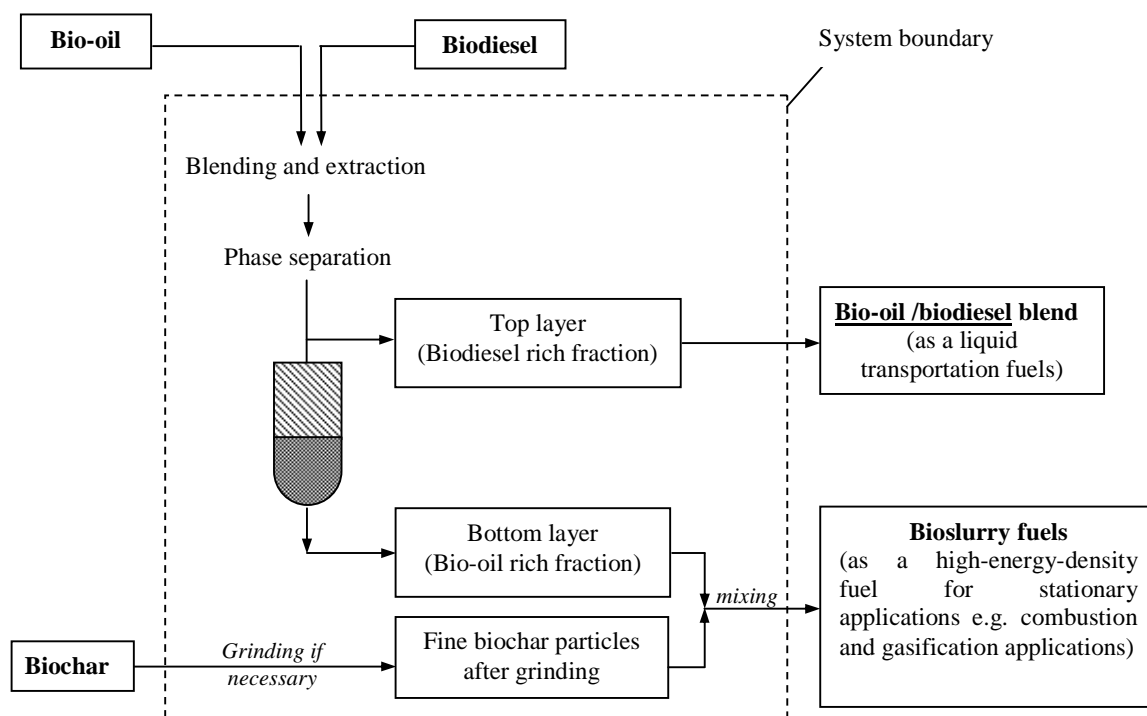 Bio-oil
Biodiesel
System boundary
Blending and extraction
Phase separation
Top layer
(Biodiesel rich fraction)
Bio-oil /biodiesel blend
(as a liquid
transportation fuels)
Bottom layer
(Bio-oil rich fraction)
mixing
Bioslurry fuels
(as a high-energy-density
fuel for stationary
applications e.g. combustion
and gasification applications)
Biochar
Grinding if
necessary
Fine biochar particles
after grinding